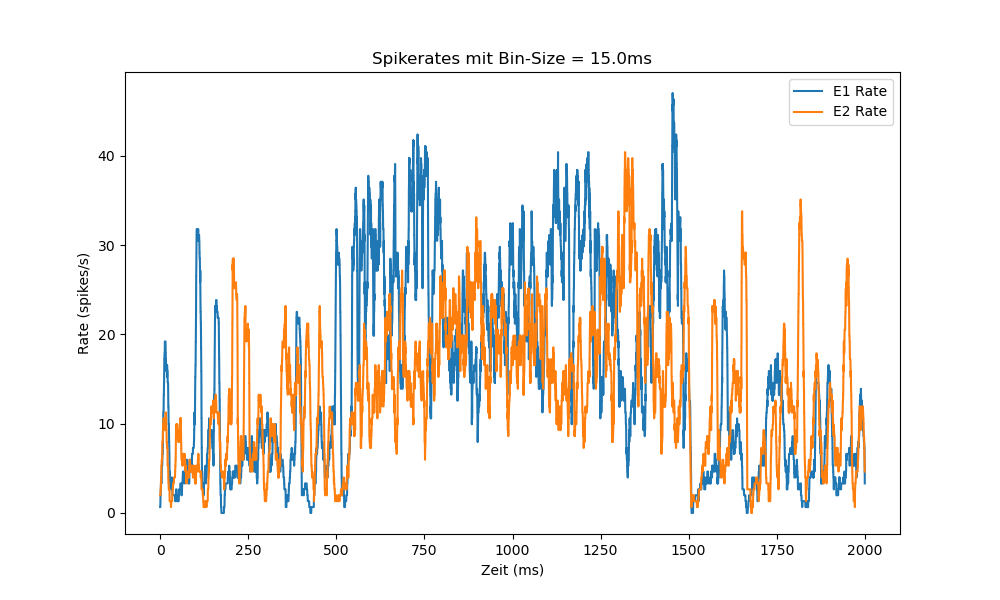 Spikerates mit Bin-Size = 15.0ms
E1 Rate
E2 Rate
Rate (spikes/s)
40
30
20
10
0
0 250 500 750 1000 1250 1500 1750 2000
Zeit (ms)